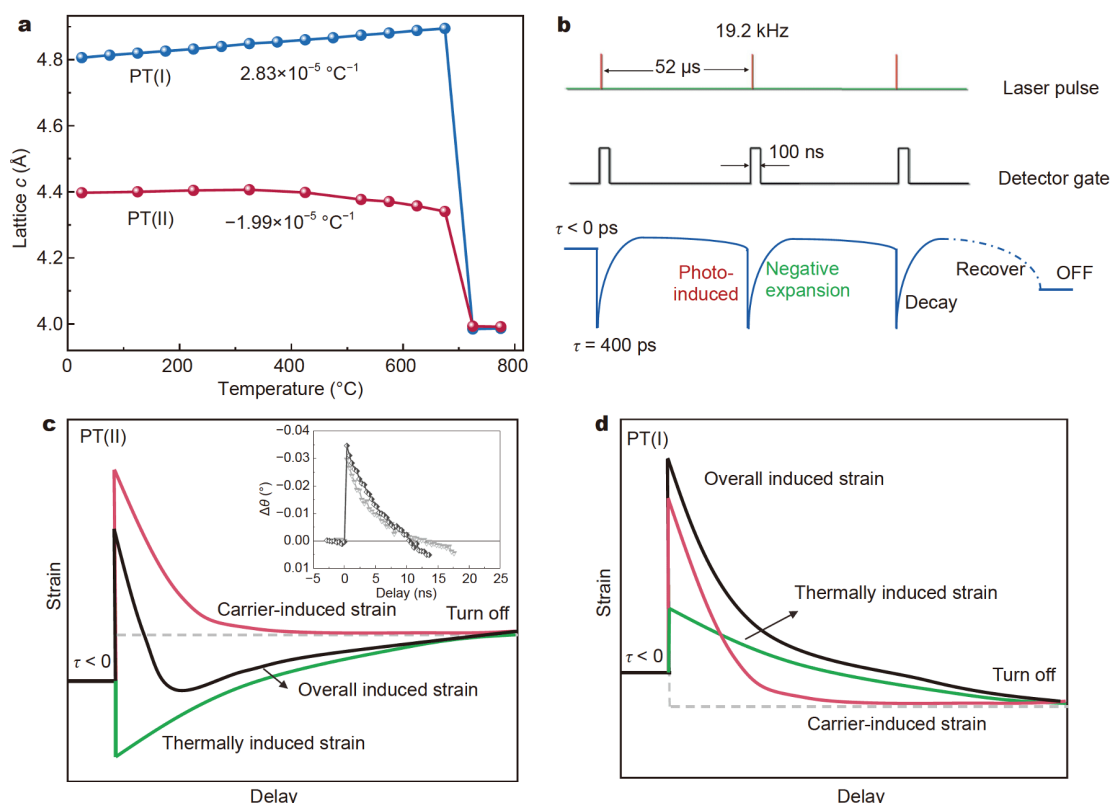 a
4.8
4.6
4.4
4.2
4.0
Lattice c (Å)
PT(I)
2.83×10⁻⁵ °C⁻¹
PT(II)
−1.99×10⁻⁵ °C⁻¹
0
200
400
600
800
Temperature (°C)
b
19.2 kHz
52 μs
Laser pulse
100 ns
Detector gate
τ < 0 ps
Photo-
induced
Negative
expansion
Recover
OFF
Decay
τ = 400 ps
c
PT(II)
−0.04
−0.03
−0.02
−0.01
0.00
0.01
Δθ (°)
−5
0
5
10
15
20
25
Delay (ns)
Carrier-induced strain
Turn off
τ < 0
Overall induced strain
Thermally induced strain
Strain
Delay
d
PT(I)
Overall induced strain
Thermally induced strain
τ < 0
Turn off
Carrier-induced strain
Strain
Delay